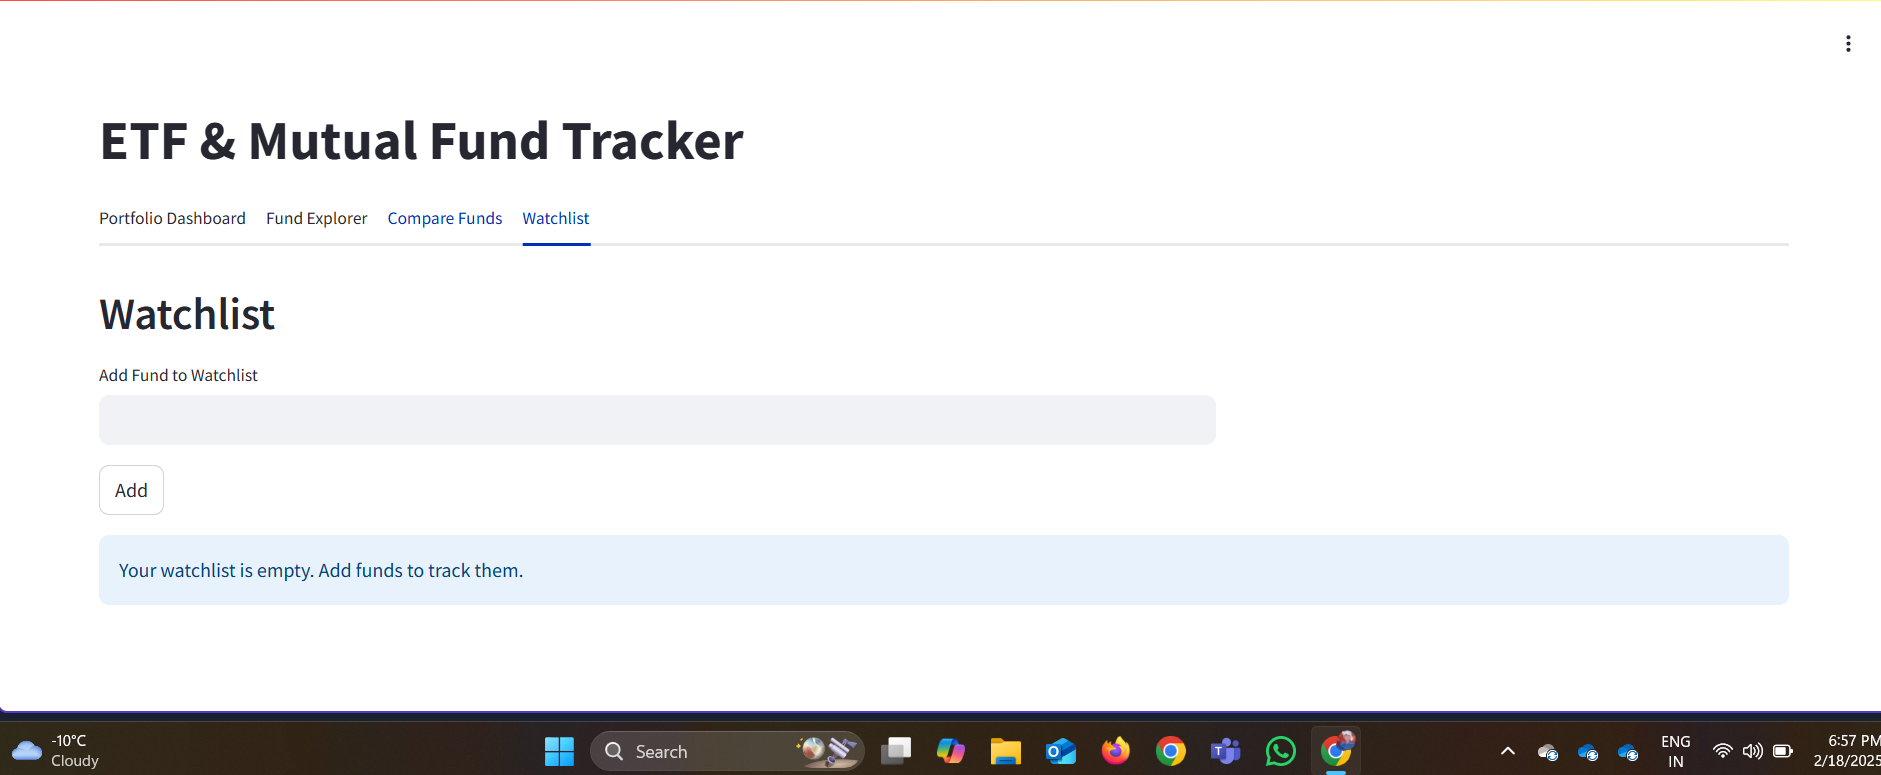 ETF & Mutual Fund Tracker
Portfolio Dashboard Fund Explorer Compare Funds Watchlist
Watchlist
Add Fund to Watchlist
Add
Your watchlist is empty. Add funds to track them.
-10°C
Cloudy
Search
ENG
IN
6:57 PM
2/18/2025